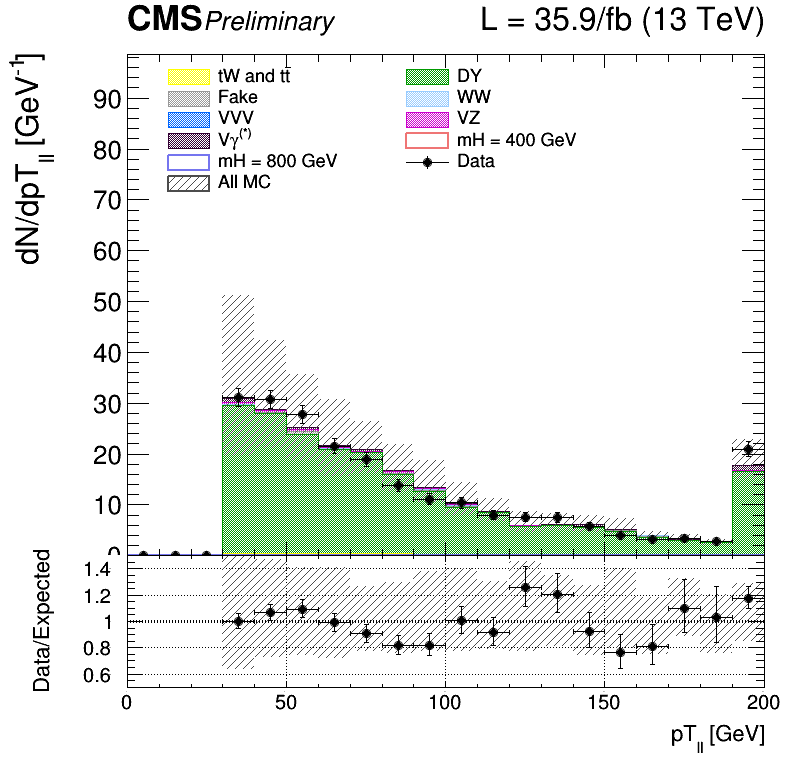 CMS Preliminary L = 35.9/fb (13 TeV)
dN/dpT_ll [GeV^-1]
tW and tt DY
Fake WW
VVV VZ
Vγ(*) mH = 400 GeV
mH = 800 GeV Data
All MC
90
80
70
60
50
40
30
20
10
0
Data/Expected
1.4
1.2
1
0.8
0.6
0 50 100 150 200
pT_ll [GeV]